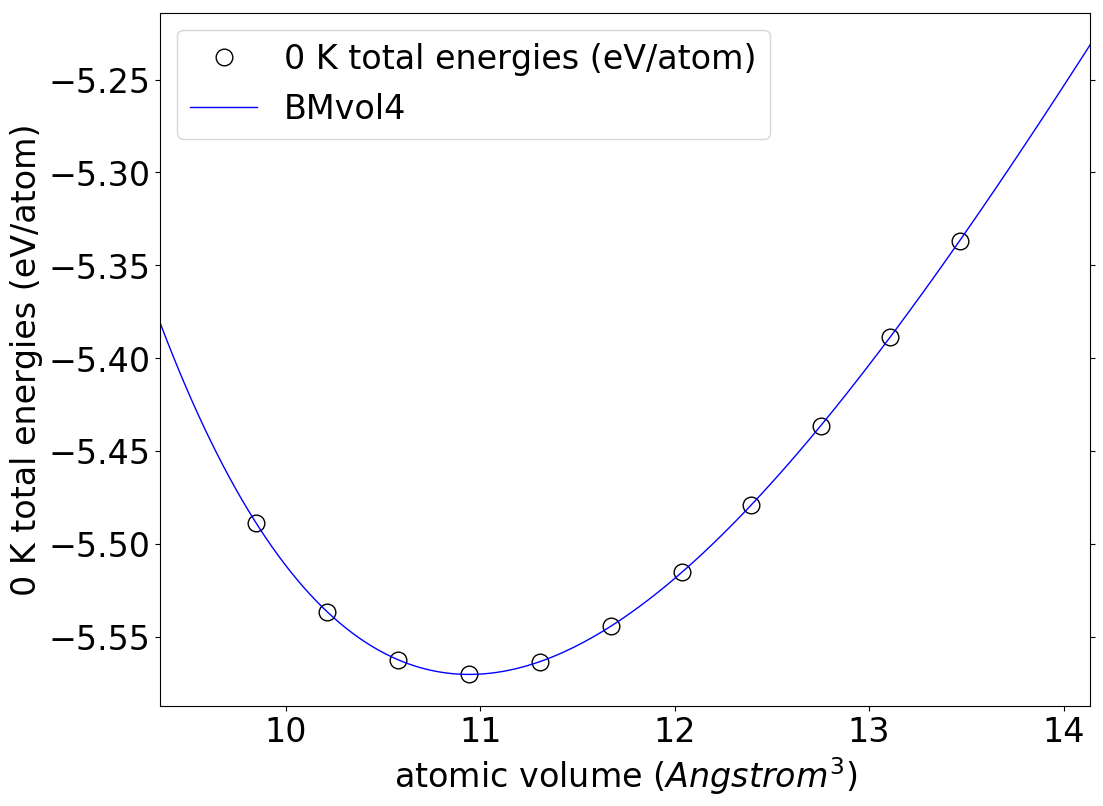 0 K total energies (eV/atom)
BMvol4
0 K total energies (eV/atom)
−5.25
−5.30
−5.35
−5.40
−5.45
−5.50
−5.55
10 11 12 13 14
atomic volume (Angstrom³)